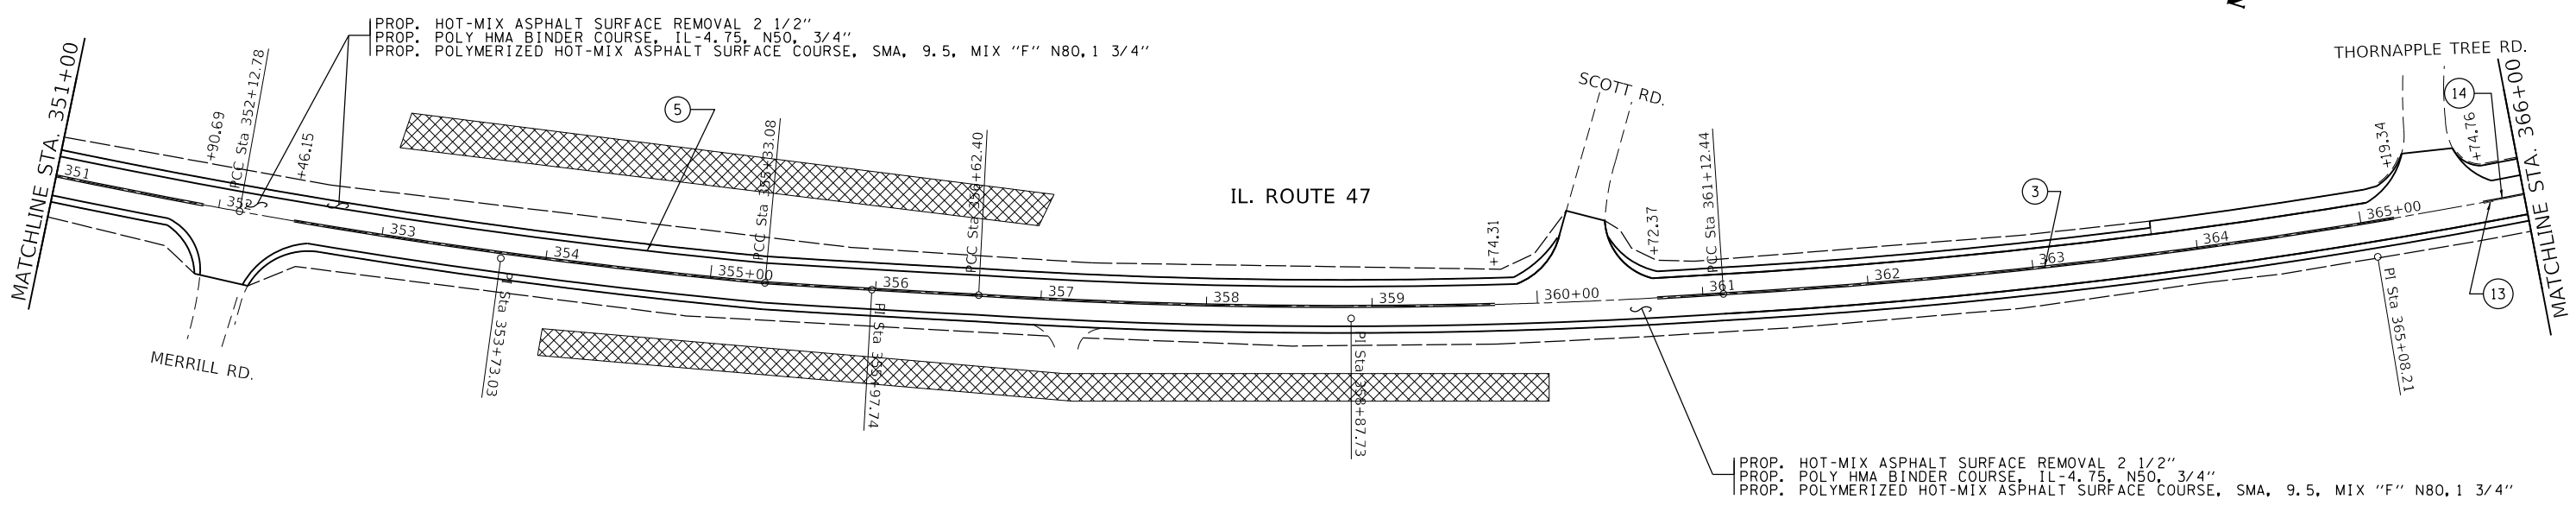 PROP. HOT-MIX ASPHALT SURFACE REMOVAL 2 1/2"
PROP. POLY HMA BINDER COURSE, IL-4.75, N50, 3/4"
PROP. POLYMERIZED HOT-MIX ASPHALT SURFACE COURSE, SMA, 9.5, MIX "F" N80,1 3/4"
MATCHLINE STA. 351+00
+90.69
PCC Sta 352+12.78
+46.15
5
PCC Sta 355+33.08
PCC Sta 356+62.40
IL. ROUTE 47
SCOTT RD.
THORNAPPLE TREE RD.
MATCHLINE STA. 366+00
14
+74.31
+72.37
PCC Sta 361+12.44
3
+19.34
+74.76
13
351
352
353
354
355+00
356
357
358
359
360+00
361
362
363
364
365+00
MERRILL RD.
PI Sta 353+73.03
PI Sta 355+97.74
PI Sta 358+87.73
PI Sta 365+08.21
PROP. HOT-MIX ASPHALT SURFACE REMOVAL 2 1/2"
PROP. POLY HMA BINDER COURSE, IL-4.75, N50, 3/4"
PROP. POLYMERIZED HOT-MIX ASPHALT SURFACE COURSE, SMA, 9.5, MIX "F" N80,1 3/4"